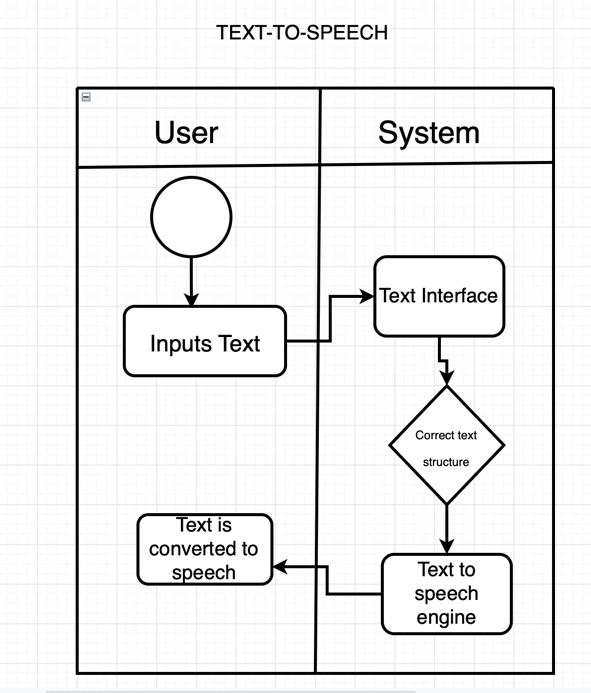 TEXT-TO-SPEECH
User
System
Inputs Text
Text Interface
Correct text
structure
Text is
converted to
speech
Text to
speech
engine